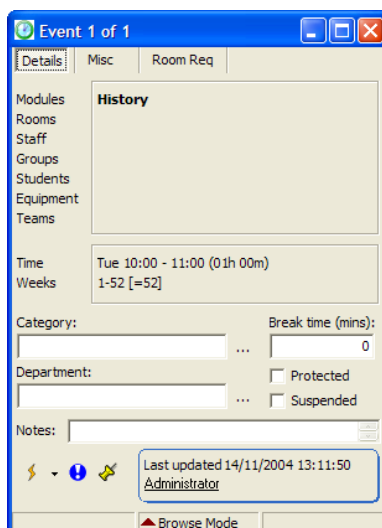 Event 1 of 1
Details Misc Room Req
Modules History
Rooms
Staff
Groups
Students
Equipment
Teams
Time Tue 10:00 - 11:00 (01h 00m)
Weeks 1-52 [=52]
Category: Break time (mins):
... 0
Department: Protected
... Suspended
Notes:
Last updated 14/11/2004 13:11:50
Administrator
Browse Mode